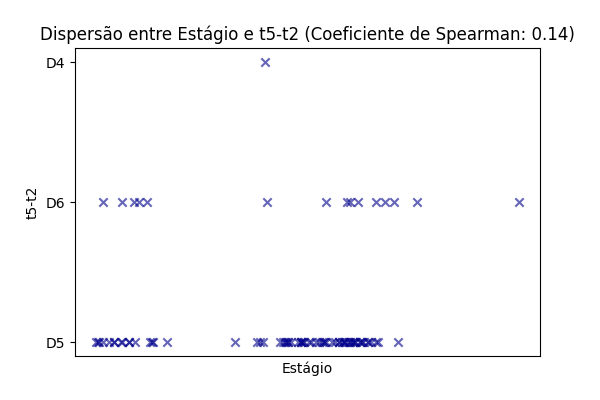 Dispersão entre Estágio e t5-t2 (Coeficiente de Spearman: 0.14)
D4
D6
D5
t5-t2
Estágio